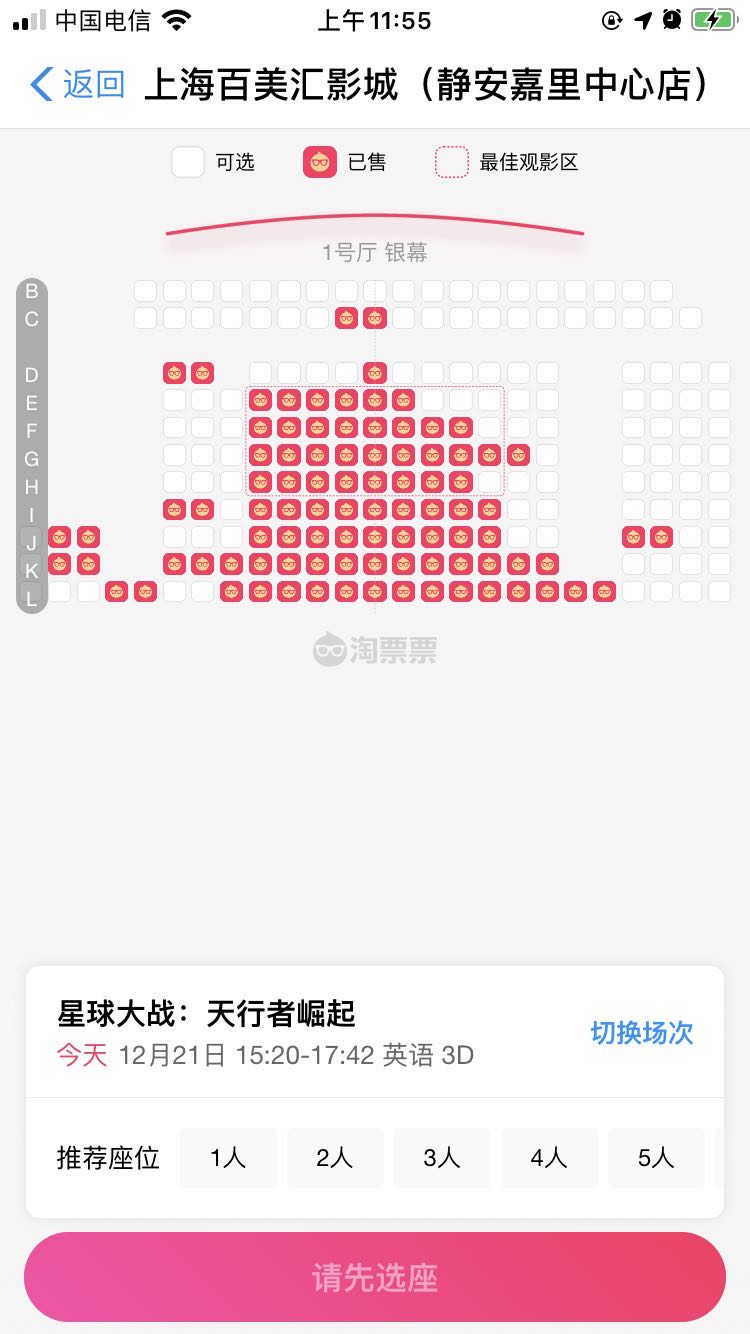 中国电信 上午11:55
返回 上海百美汇影城（静安嘉里中心店）
可选 已售 最佳观影区
1号厅 银幕
B
C
D
E
F
G
H
I
J
K
L
淘票票
星球大战：天行者崛起
今天 12月21日 15:20-17:42 英语 3D
切换场次
推荐座位 1人 2人 3人 4人 5人
请先选座